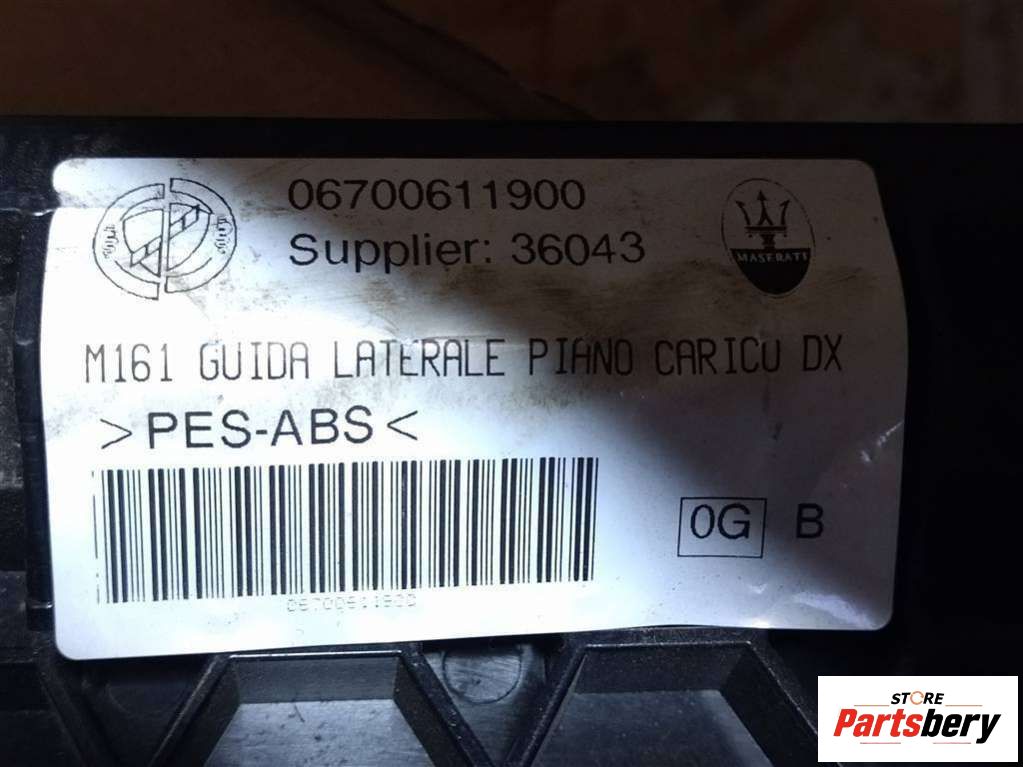 06700611900
Supplier: 36043
MASERATI
M161 GUIDA LATERALE PIANO CARICU DX
>PES-ABS<
0G B
06700611900
STORE
Partsbery